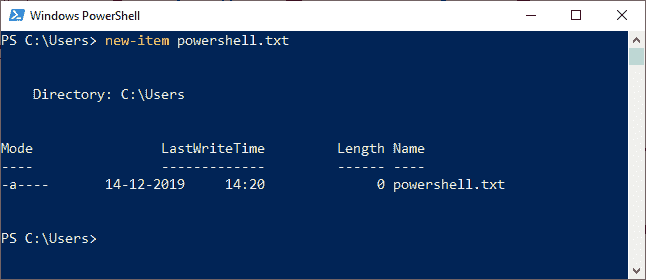 Windows PowerShell
PS C:\Users> new-item powershell.txt
Directory: C:\Users
Mode LastWriteTime Length Name
---- ------------- ------ ----
-a---- 14-12-2019 14:20 0 powershell.txt
PS C:\Users>